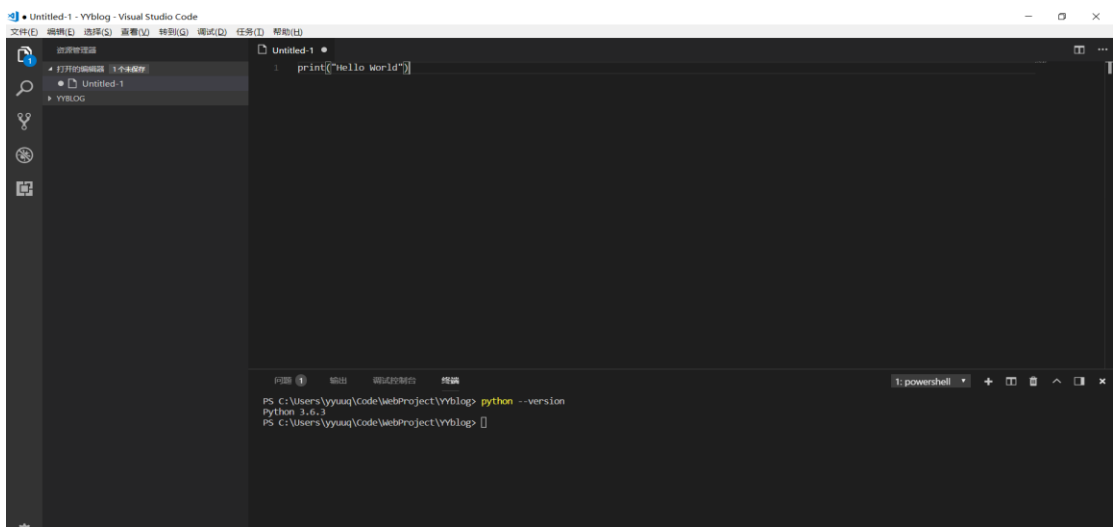 ● Untitled-1 - YYblog - Visual Studio Code
文件(F) 编辑(E) 选择(S) 查看(V) 转到(G) 调试(D) 任务(T) 帮助(H)
资源管理器
打开的编辑器 1 个未保存
● Untitled-1
YYBLOG
1
Untitled-1 ●
1 print("Hello World")
问题 1 输出 调试控制台 终端
1: powershell
PS C:\Users\yyuuq\Code\WebProject\YYblog> python --version
Python 3.6.3
PS C:\Users\yyuuq\Code\WebProject\YYblog>